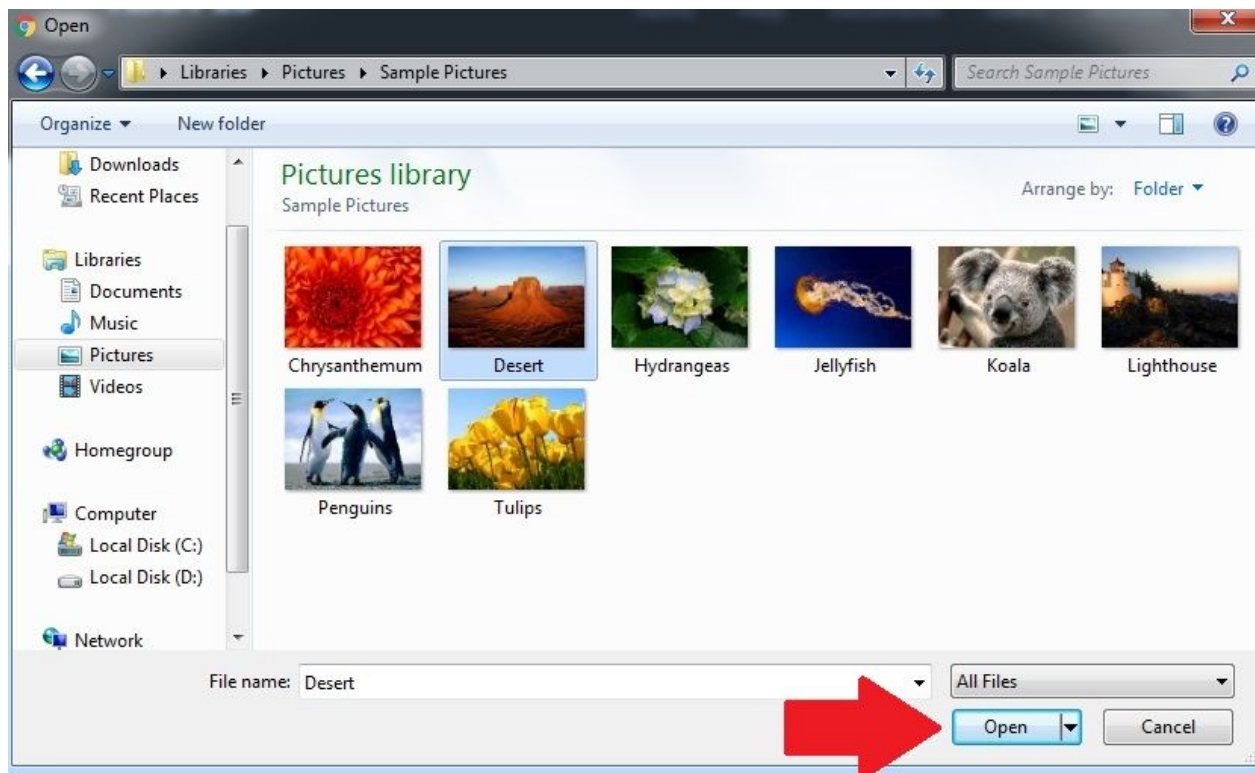 Open
Libraries Pictures Sample Pictures
Search Sample Pictures
Organize New folder
Downloads
Recent Places
Libraries
Documents
Music
Pictures
Videos
Homegroup
Computer
Local Disk (C:)
Local Disk (D:)
Network
Pictures library
Sample Pictures
Arrange by: Folder
Chrysanthemum Desert Hydrangeas Jellyfish Koala Lighthouse
Penguins Tulips
File name: Desert
All Files
Open Cancel